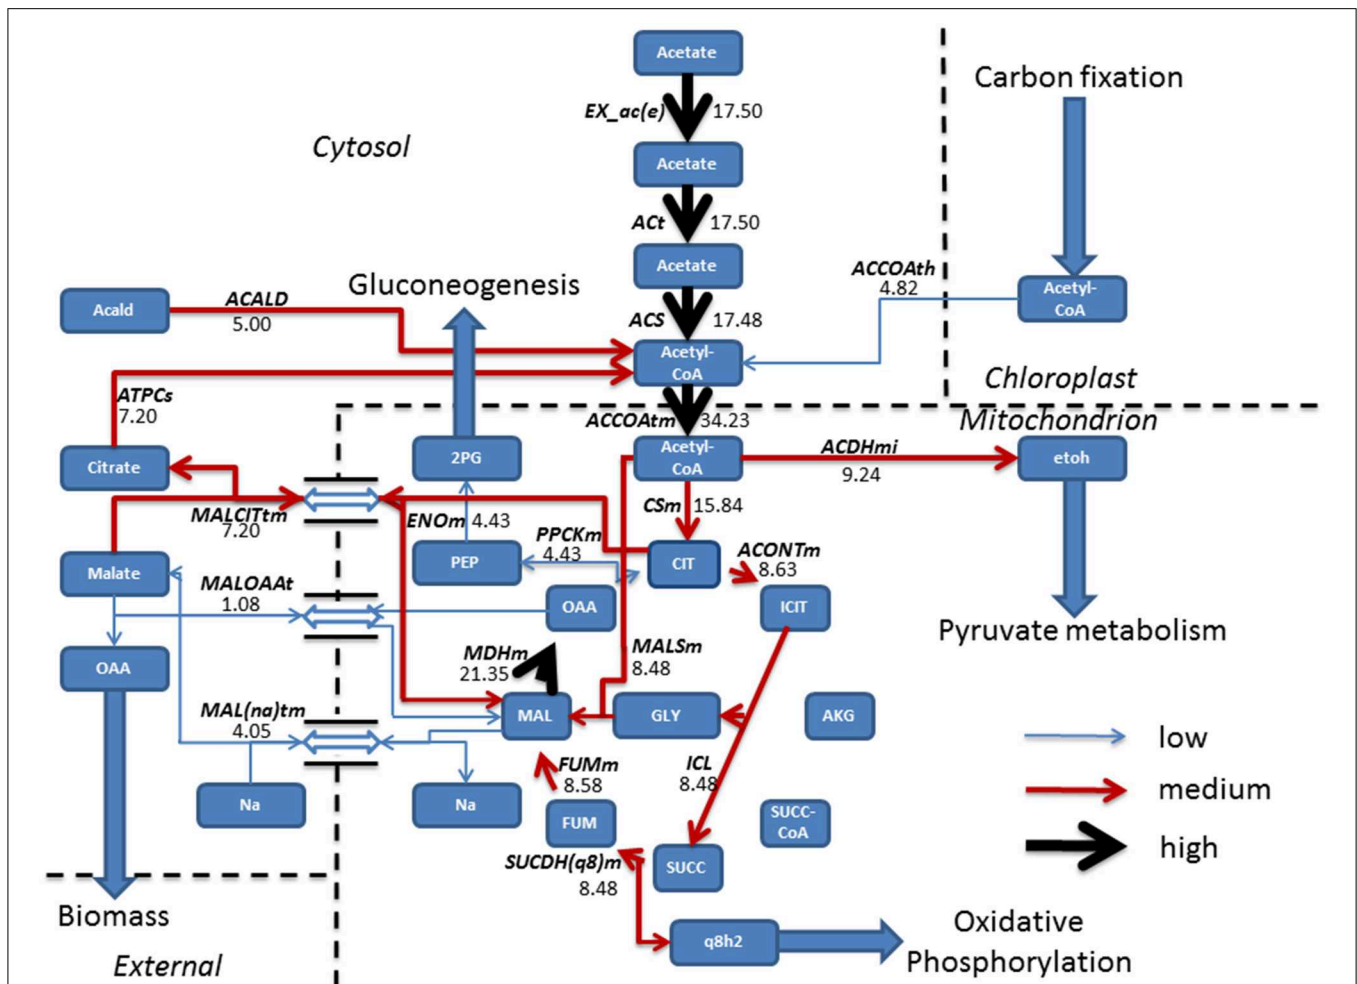 Acetate
EX_ac(e) 17.50
Carbon fixation
Cytosol
Acetate
ACt 17.50
Acetate
ACCOAth
4.82
Acetyl-
CoA
Gluconeogenesis
Acald
ACALD
5.00
ACS 17.48
Acetyl-
CoA
Chloroplast
ATPCs
7.20
ACCOAtm 34.23
Mitochondrion
Citrate
2PG
Acetyl-
CoA
ACDHmi
9.24
etoh
MALCITtm
7.20
ENOm 4.43
CSm 15.84
PPCKm
4.43
PEP
CIT
ACONTm
8.63
Malate
MALOAAt
1.08
OAA
ICIT
Pyruvate metabolism
OAA
MDHm
21.35
MALSm
8.48
MAL(na)tm
4.05
MAL
GLY
AKG
low
FUMm
8.58
ICL
8.48
medium
Na
Na
FUM
SUCC-
CoA
high
SUCDH(q8)m
8.48
SUCC
Biomass
q8h2
Oxidative
Phosphorylation
External